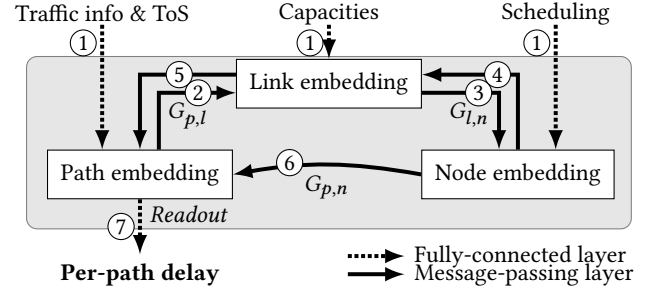 Traffic info & ToS Capacities Scheduling
1 1 1
5 Link embedding 4
2 3
G_{p,l} G_{l,n}
Path embedding 6 Node embedding
G_{p,n}
7 Readout
Per-path delay
Fully-connected layer
Message-passing layer